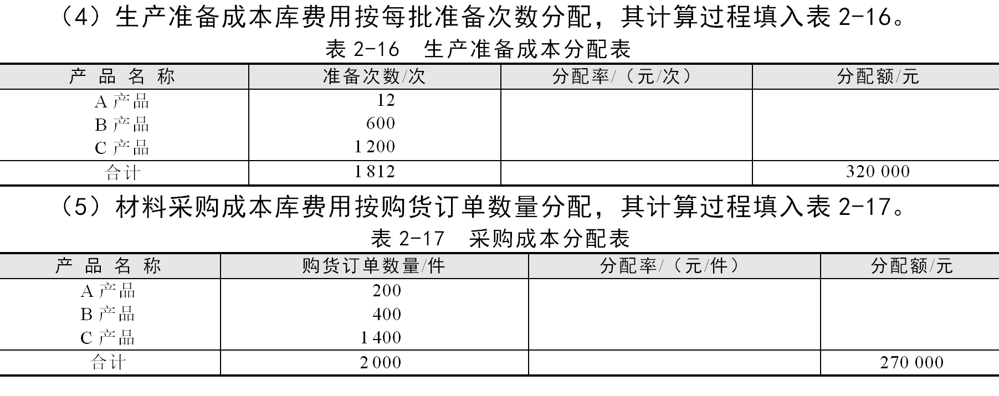 （4）生产准备成本库费用按每批准备次数分配，其计算过程填入表 2-16。
表 2-16 生产准备成本分配表
产 品 名 称 准备次数/次 分配率/（元/次） 分配额/元
A 产品 12
B 产品 600
C 产品 1 200
合计 1 812 320 000
（5）材料采购成本库费用按购货订单数量分配，其计算过程填入表 2-17。
表 2-17 采购成本分配表
产 品 名 称 购货订单数量/件 分配率/（元/件） 分配额/元
A 产品 200
B 产品 400
C 产品 1 400
合计 2 000 270 000